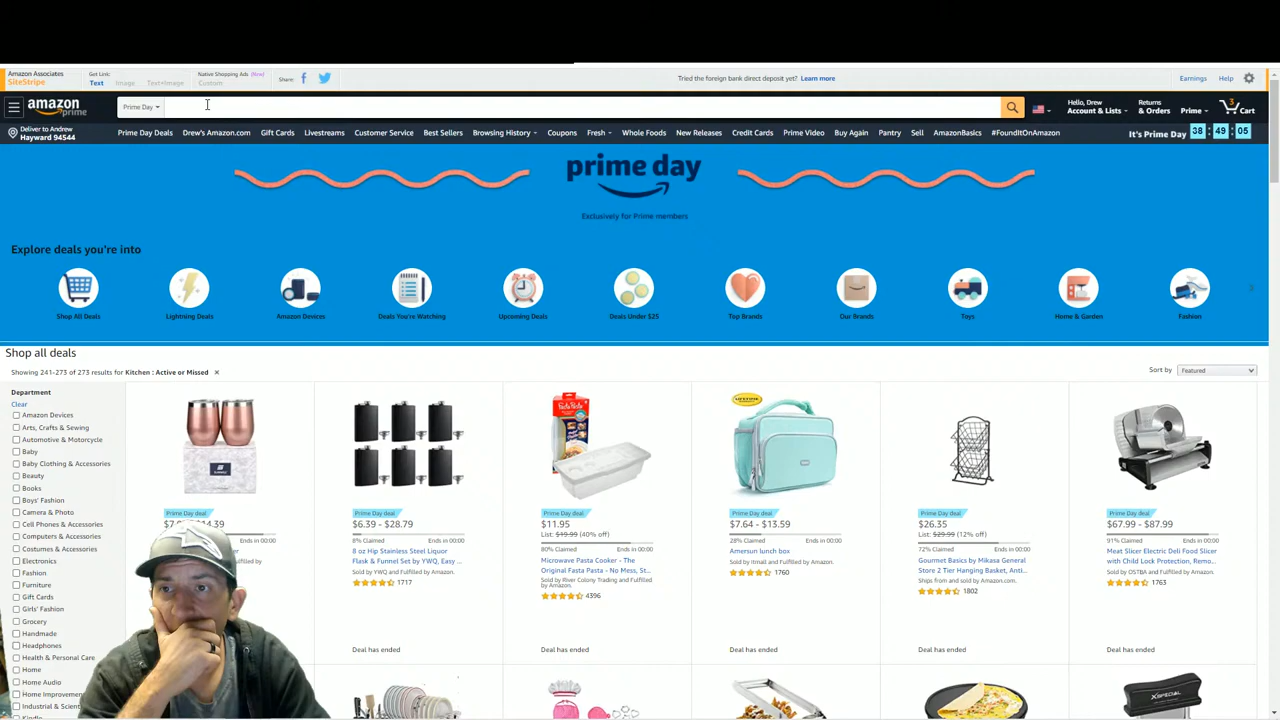 Amazon Associates
SiteStripe
Get Link:
Text
Image
Text+Image
Native Shopping Ads (New)
Custom
Share:
Tried the foreign bank direct deposit yet? Learn more
Earnings
Help
amazon
prime
Prime Day
Hello, Drew
Account & Lists
Returns
& Orders
Prime
3
Cart
Deliver to Andrew
Hayward 94544
Prime Day Deals
Drew's Amazon.com
Gift Cards
Livestreams
Customer Service
Best Sellers
Browsing History
Coupons
Fresh
Whole Foods
New Releases
Credit Cards
Prime Video
Buy Again
Pantry
Sell
AmazonBasics
#FoundItOnAmazon
It's Prime Day 38 : 49 : 05
prime day
Exclusively for Prime members
Explore deals you're into
Shop All Deals
Lightning Deals
Amazon Devices
Deals You're Watching
Upcoming Deals
Deals Under $25
Top Brands
Our Brands
Toys
Home & Garden
Fashion
Shop all deals
Showing 241-273 of 273 results for Kitchen : Active or Missed
Sort by
Featured
Department
Clear
Amazon Devices
Arts, Crafts & Sewing
Automotive & Motorcycle
Baby
Baby Clothing & Accessories
Beauty
Books
Boys' Fashion
Camera & Photo
Cell Phones & Accessories
Computers & Accessories
Costumes & Accessories
Electronics
Fashion
Furniture
Gift Cards
Girls' Fashion
Grocery
Handmade
Headphones
Health & Personal Care
Home
Home Audio
Home Improvement
Industrial & Scient
Kindle
Prime Day deal
Ends in 00:00
Fulfilled by
Prime Day deal
$6.39 - $28.79
8% Claimed
Ends in 00:00
8 oz Hip Stainless Steel Liquor
Flask & Funnel Set by YWQ, Easy ...
Sold by YWQ and Fulfilled by Amazon.
1717
Deal has ended
Prime Day deal
$11.95
List: $19.99 (40% off)
80% Claimed
Ends in 00:00
Microwave Pasta Cooker - The
Original Fasta Pasta - No Mess, St...
Sold by River Colony Trading and Fulfilled
by Amazon.
4396
Deal has ended
LIFETIME
Prime Day deal
$7.64 - $13.59
28% Claimed
Ends in 00:00
Amersun lunch box
Sold by Itmail and Fulfilled by Amazon.
1760
Deal has ended
Prime Day deal
$26.35
List: $29.99 (12% off)
72% Claimed
Ends in 00:00
Gourmet Basics by Mikasa General
Store 2 Tier Hanging Basket, Anti...
Ships from and sold by Amazon.com.
1802
Deal has ended
Prime Day deal
$67.99 - $87.99
91% Claimed
Ends in 00:00
Meat Slicer Electric Deli Food Slicer
with Child Lock Protection, Remo...
Sold by OSTBA and Fulfilled by Amazon.
1763
Deal has ended
XSPECIAL